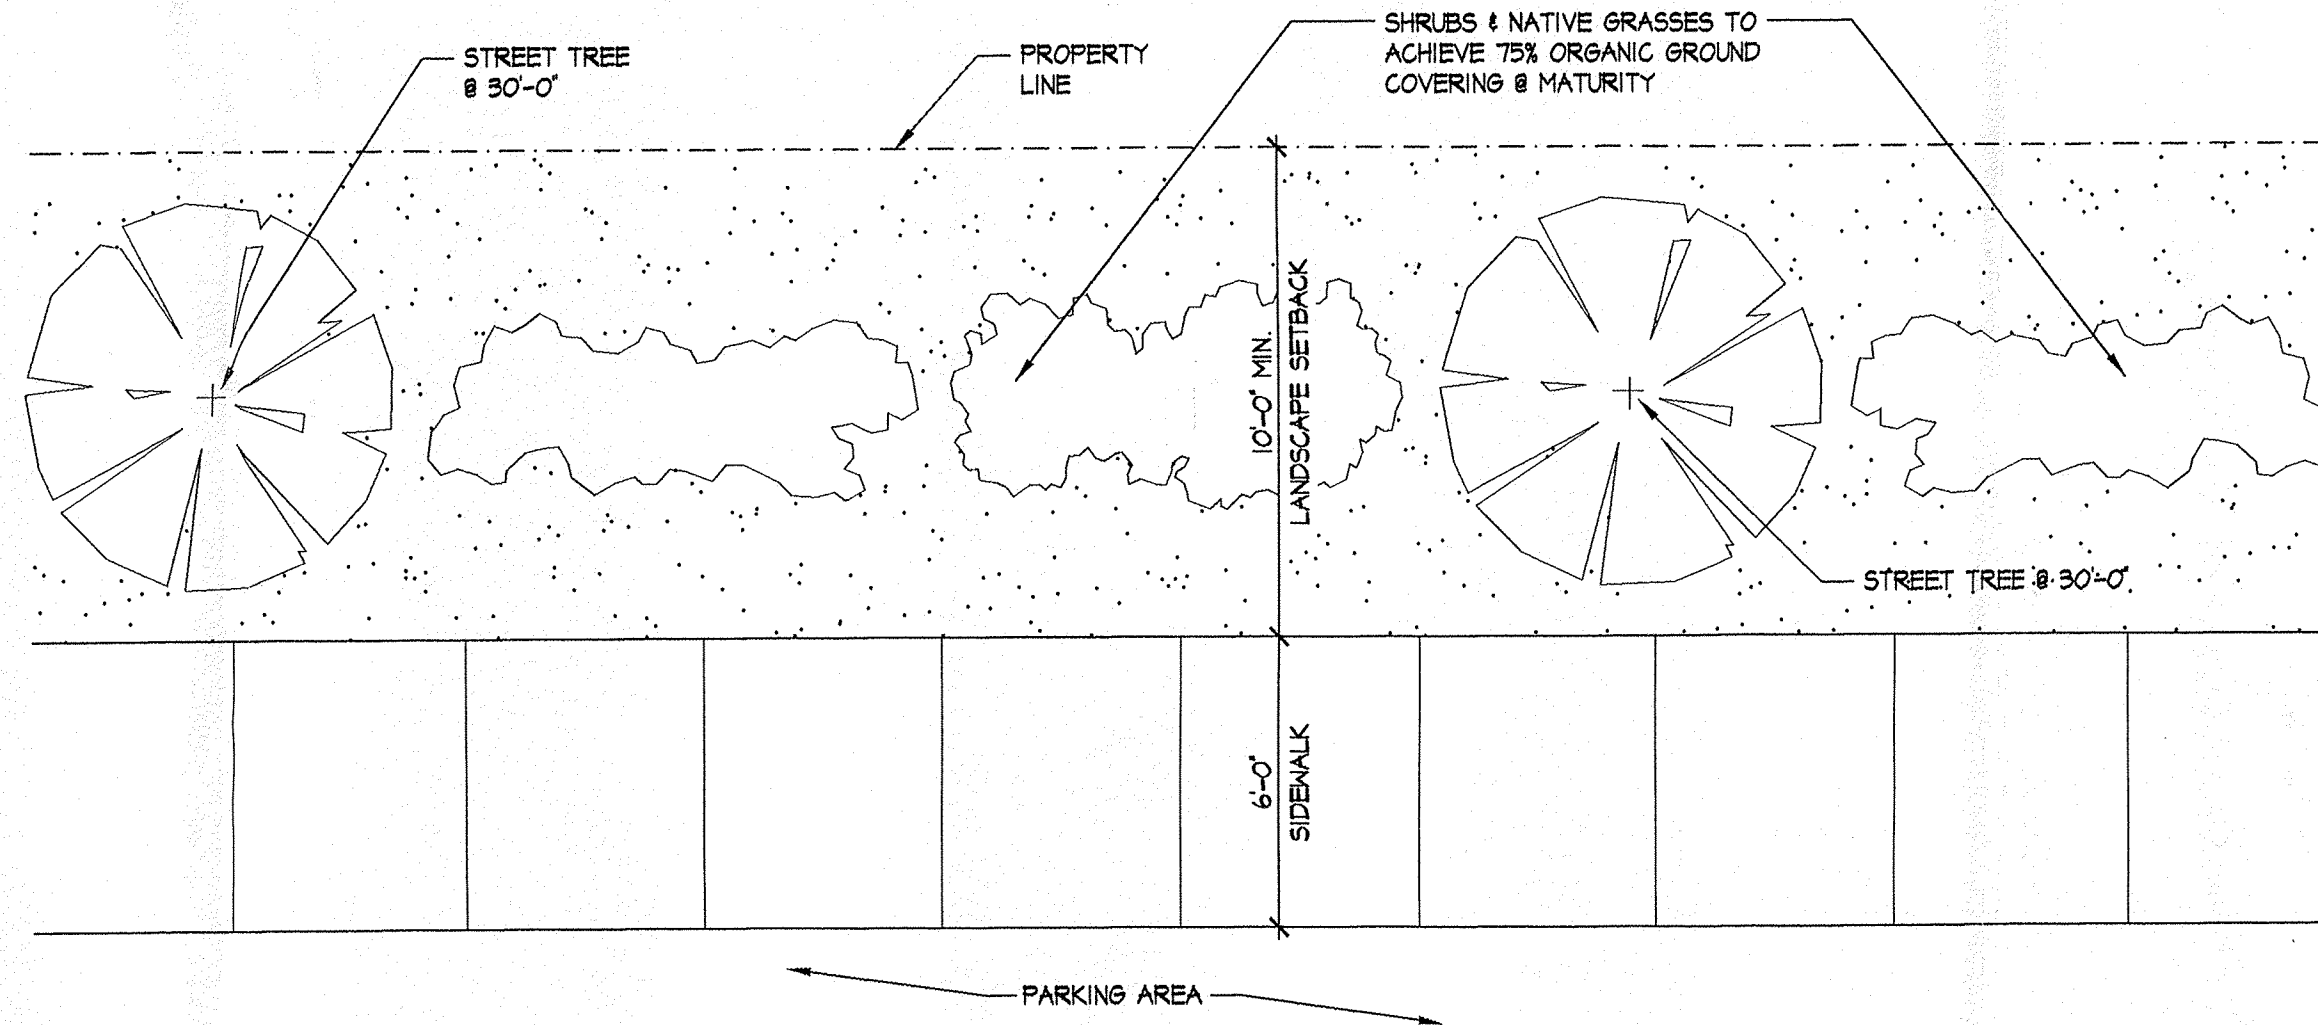 STREET TREE
@ 30'-0"
PROPERTY
LINE
SHRUBS & NATIVE GRASSES TO
ACHIEVE 75% ORGANIC GROUND
COVERING @ MATURITY
10'-0" MIN.
LANDSCAPE SETBACK
STREET TREE @ 30'-0"
6'-0"
SIDEWALK
PARKING AREA